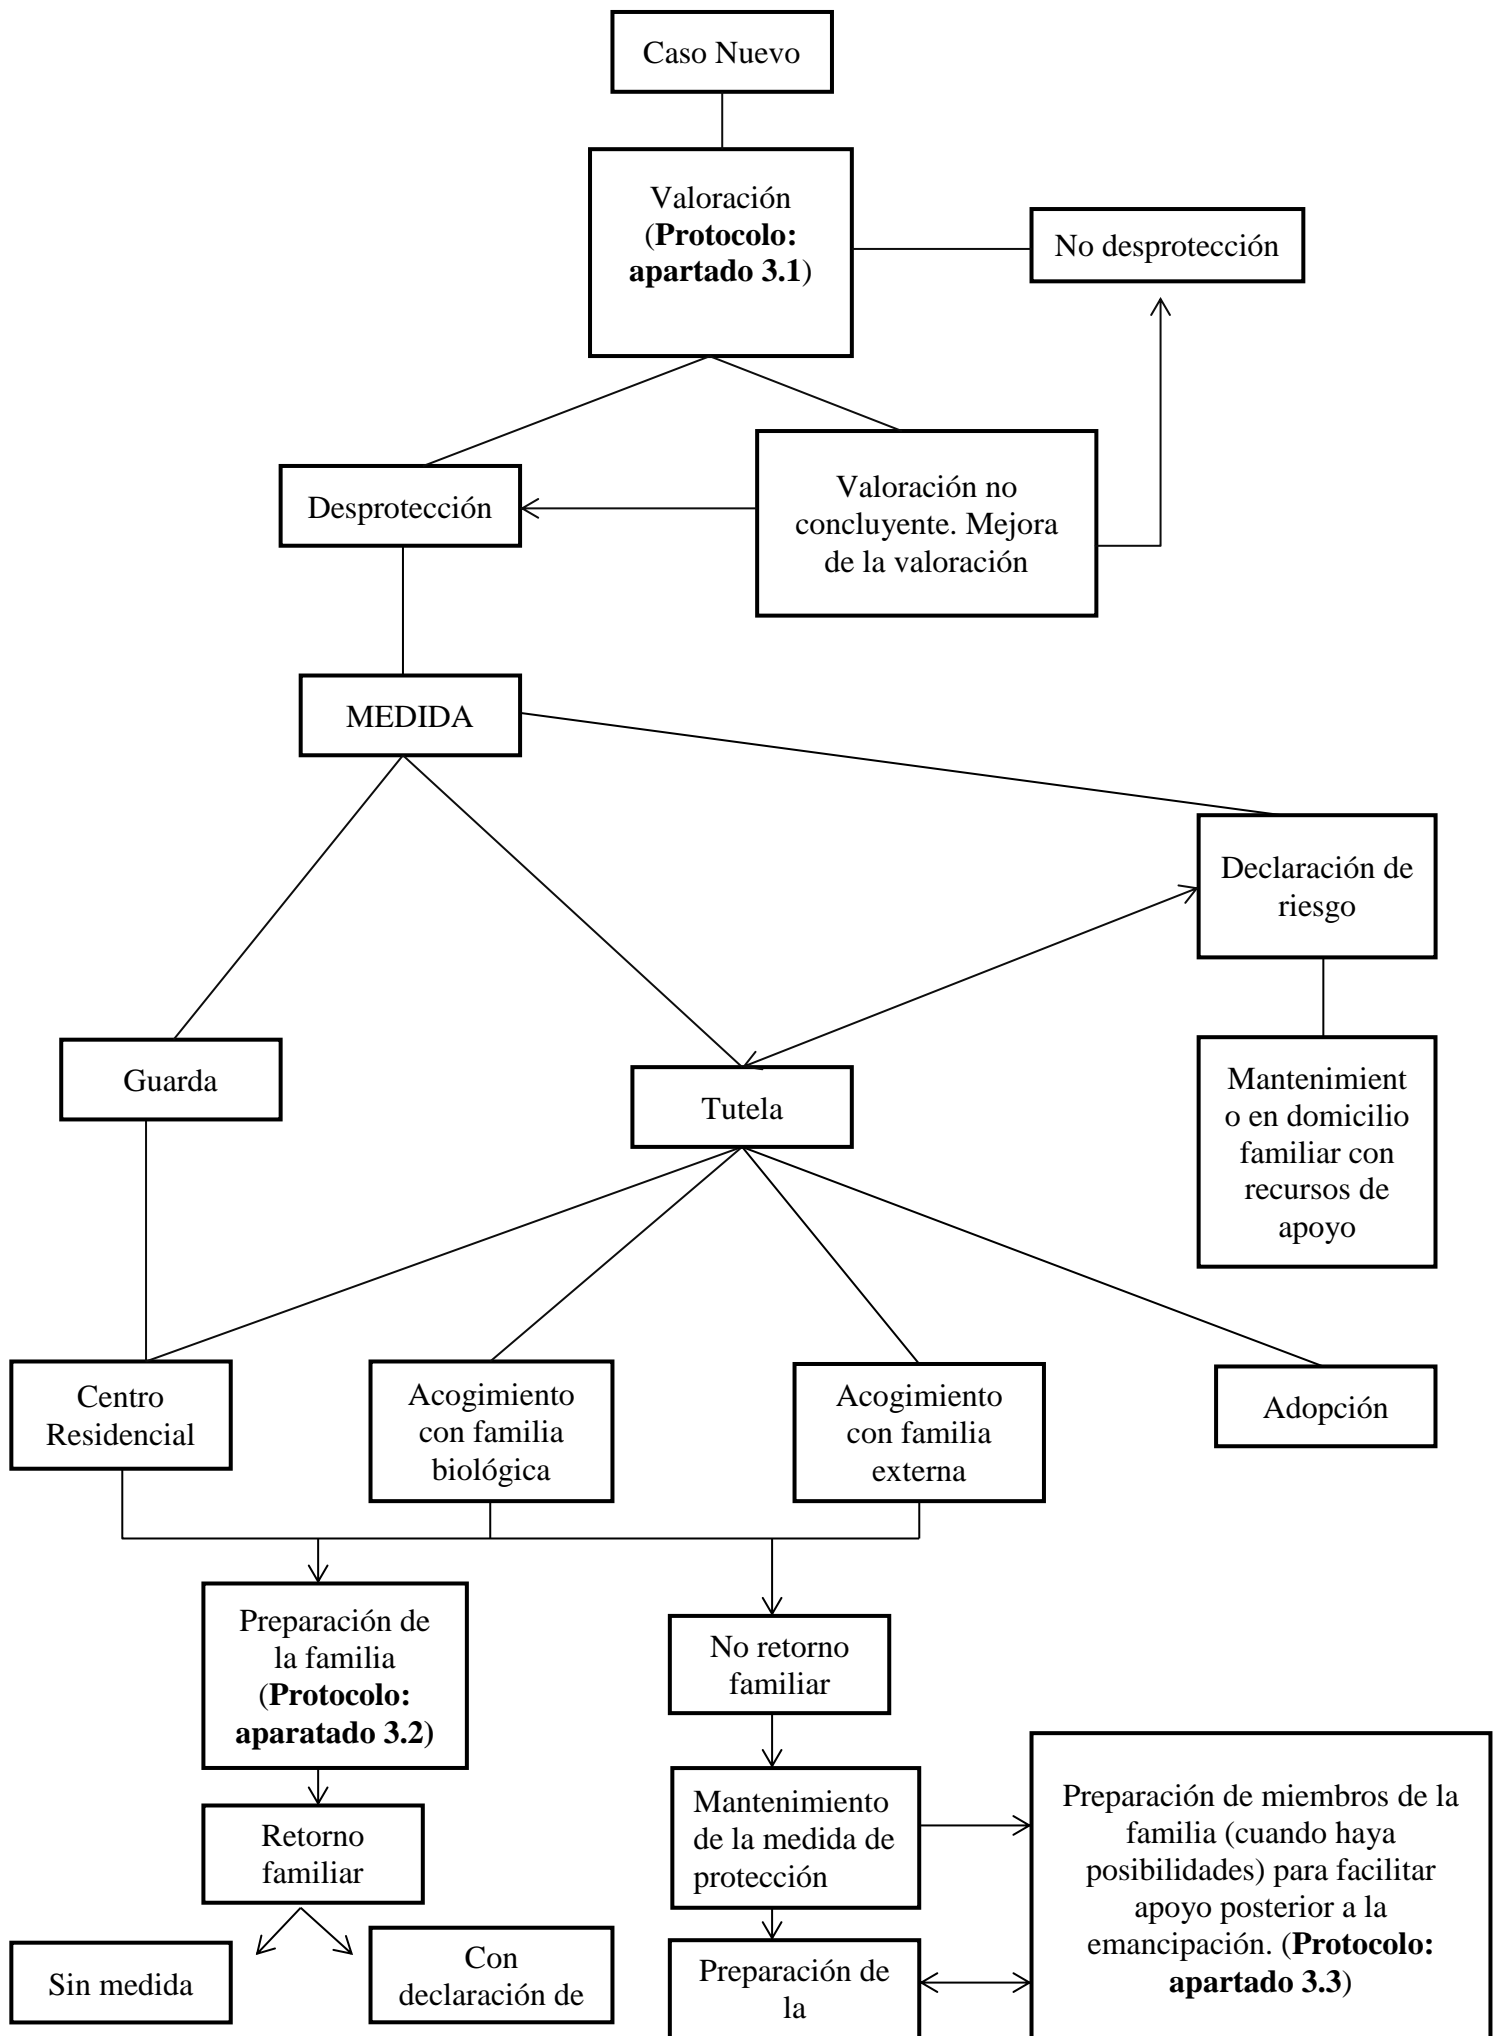 Caso Nuevo
Valoración
(Protocolo:
apartado 3.1)
No desprotección
Desprotección
Valoración no
concluyente. Mejora
de la valoración
MEDIDA
Declaración de
riesgo
Guarda
Tutela
Mantenimient
o en domicilio
familiar con
recursos de
apoyo
Centro
Residencial
Acogimiento
con familia
biológica
Acogimiento
con familia
externa
Adopción
Preparación de
la familia
(Protocolo:
aparatado 3.2)
No retorno
familiar
Retorno
familiar
Mantenimiento
de la medida de
protección
Preparación de miembros de la
familia (cuando haya
posibilidades) para facilitar
apoyo posterior a la
emancipación. (Protocolo:
apartado 3.3)
Sin medida
Con
declaración de
Preparación de
la